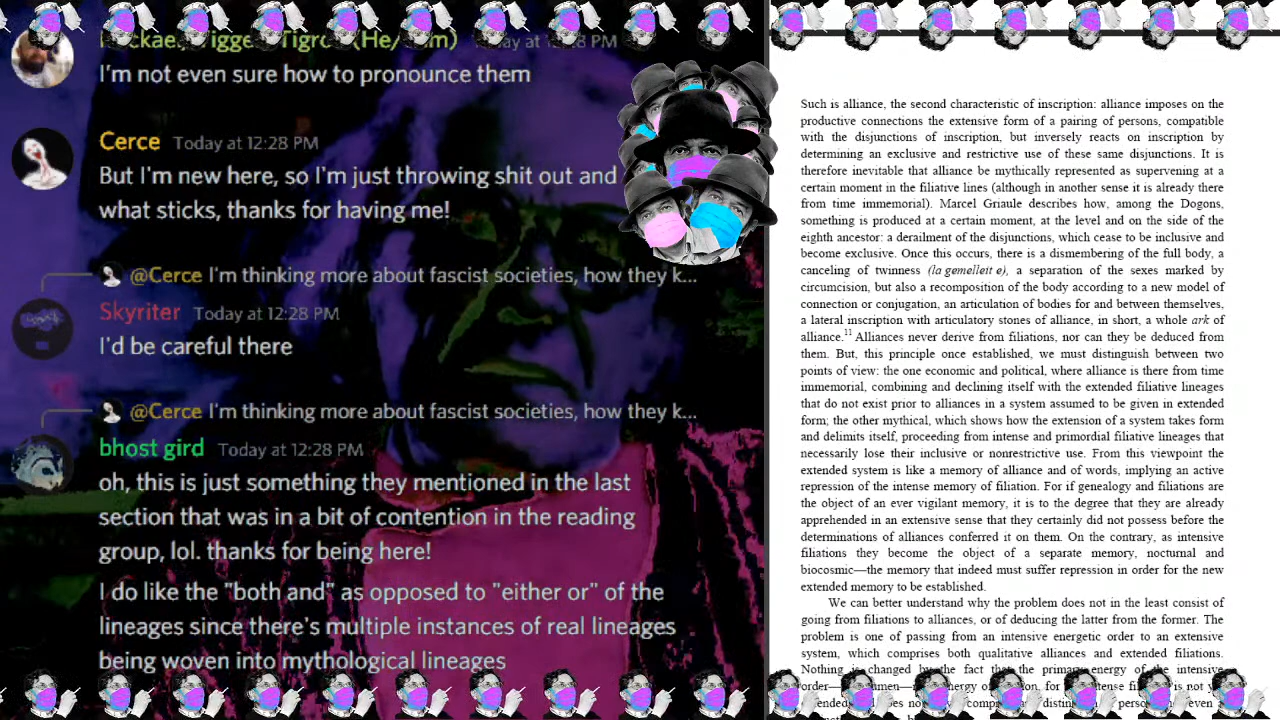 (He/
I'm not even sure how to pronounce them
Cerce Today at 12:28 PM
But I'm new here, so I'm just throwing shit out and
what sticks, thanks for having me!
@Cerce I'm thinking more about fascist societies, how they k...
Skyriter Today at 12:28 PM
I'd be careful there
@Cerce I'm thinking more about fascist societies, how they k...
bhost gird Today at 12:28 PM
oh, this is just something they mentioned in the last
section that was in a bit of contention in the reading
group, lol. thanks for being here!
I do like the "both and" as opposed to "either or" of the
lineages since there's multiple instances of real lineages
being woven into mythological lineages
Such is alliance, the second characteristic of inscription: alliance imposes on the
productive connections the extensive form of a pairing of persons, compatible
with the disjunctions of inscription, but inversely reacts on inscription by
determining an exclusive and restrictive use of these same disjunctions. It is
therefore inevitable that alliance be mythically represented as supervening at a
certain moment in the filiative lines (although in another sense it is already there
from time immemorial). Marcel Griaule describes how, among the Dogons,
something is produced at a certain moment, at the level and on the side of the
eighth ancestor: a derailment of the disjunctions, which cease to be inclusive and
become exclusive. Once this occurs, there is a dismembering of the full body, a
canceling of twinness (la gemellett e), a separation of the sexes marked by
circumcision, but also a recomposition of the body according to a new model of
connection or conjugation, an articulation of bodies for and between themselves,
a lateral inscription with articulatory stones of alliance, in short, a whole ark of
alliance.11 Alliances never derive from filiations, nor can they be deduced from
them. But, this principle once established, we must distinguish between two
points of view: the one economic and political, where alliance is there from time
immemorial, combining and declining itself with the extended filiative lineages
that do not exist prior to alliances in a system assumed to be given in extended
form; the other mythical, which shows how the extension of a system takes form
and delimits itself, proceeding from intense and primordial filiative lineages that
necessarily lose their inclusive or nonrestrictive use. From this viewpoint the
extended system is like a memory of alliance and of words, implying an active
repression of the intense memory of filiation. For if genealogy and filiations are
the object of an ever vigilant memory, it is to the degree that they are already
apprehended in an extensive sense that they certainly did not possess before the
determinations of alliances conferred it on them. On the contrary, as intensive
filiations they become the object of a separate memory, nocturnal and
biocosmic—the memory that indeed must suffer repression in order for the new
extended memory to be established.
We can better understand why the problem does not in the least consist of
going from filiations to alliances, or of deducing the latter from the former. The
problem is one of passing from an intensive energetic order to an extensive
system, which comprises both qualitative alliances and extended filiations.
Nothing is changed by the fact that the primary energy of the intensive